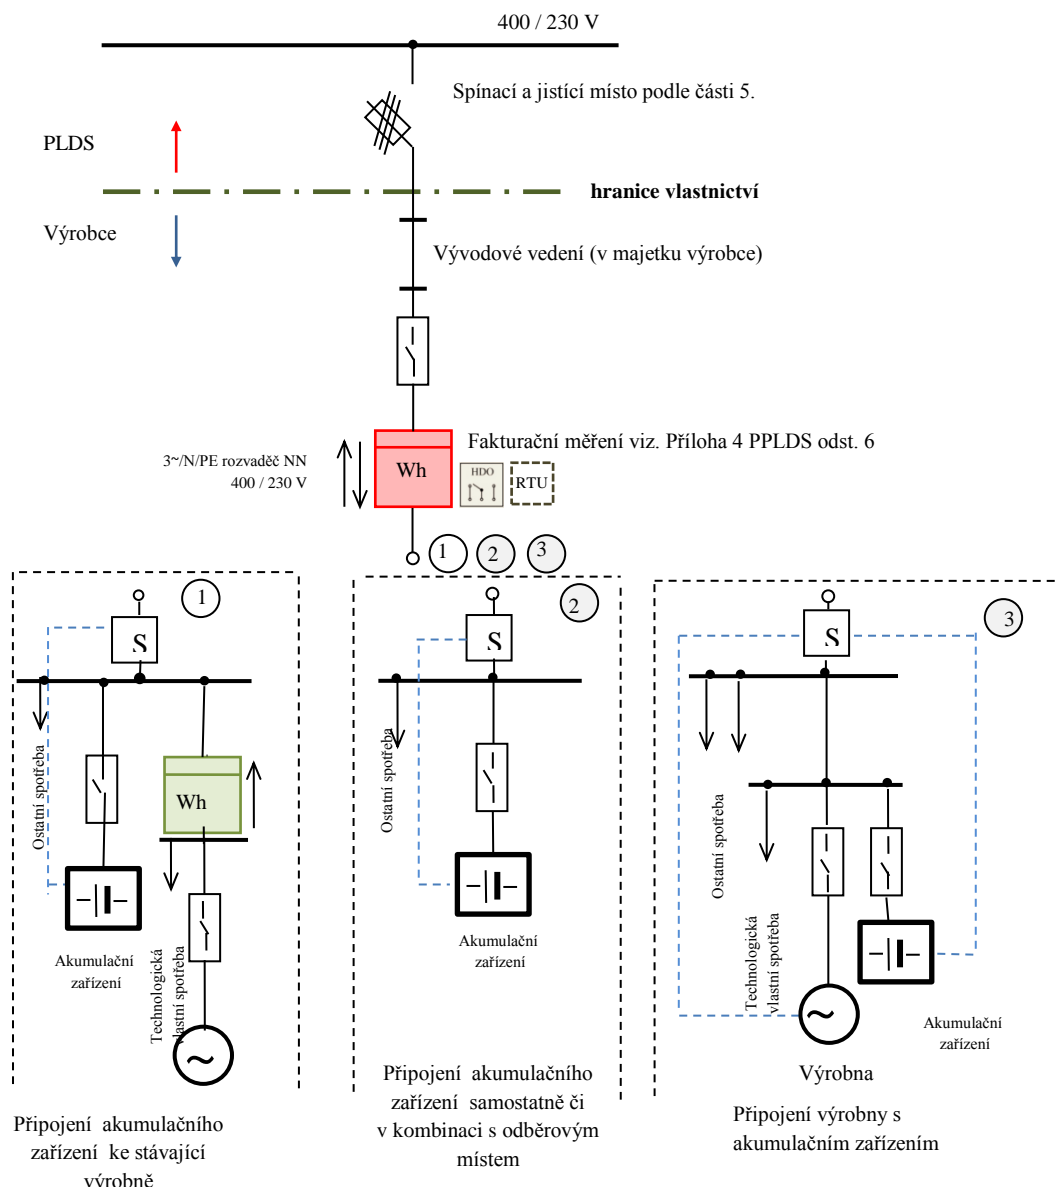 400 / 230 V
Spínací a jistící místo podle části 5.
PLDS
hranice vlastnictví
Výrobce
Vývodové vedení (v majetku výrobce)
Fakturační měření viz. Příloha 4 PPLDS odst. 6
3~/N/PE rozvaděč NN
400 / 230 V
Wh
HDO
RTU
1
2
3
1
S
Ostatní spotřeba
Wh
Akumulační
zařízení
Technologická
vlastní spotřeba
~
Připojení akumulačního
zařízení ke stávající
výrobně
2
S
Ostatní spotřeba
Akumulační
zařízení
Připojení akumulačního
zařízení samostatně či
v kombinaci s odběrovým
místem
3
S
Ostatní spotřeba
Technologická
vlastní spotřeba
~
Akumulační
zařízení
Výrobna
Připojení výrobny s
akumulačním zařízením